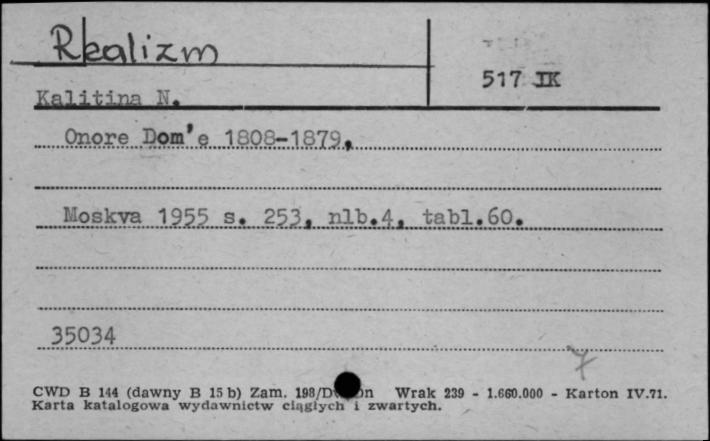 Realizm
517 IK
Kalitina N.
Onore Dom'e 1808-1879,
Moskva 1955 s. 253, nlb.4, tabl.60.
35034
7
CWD B 144 (dawny B 15 b) Zam. 198/D Wrak 239 - 1.660.000 - Karton IV.71.
Karta katalogowa wydawnictw ciągłych i zwartych.